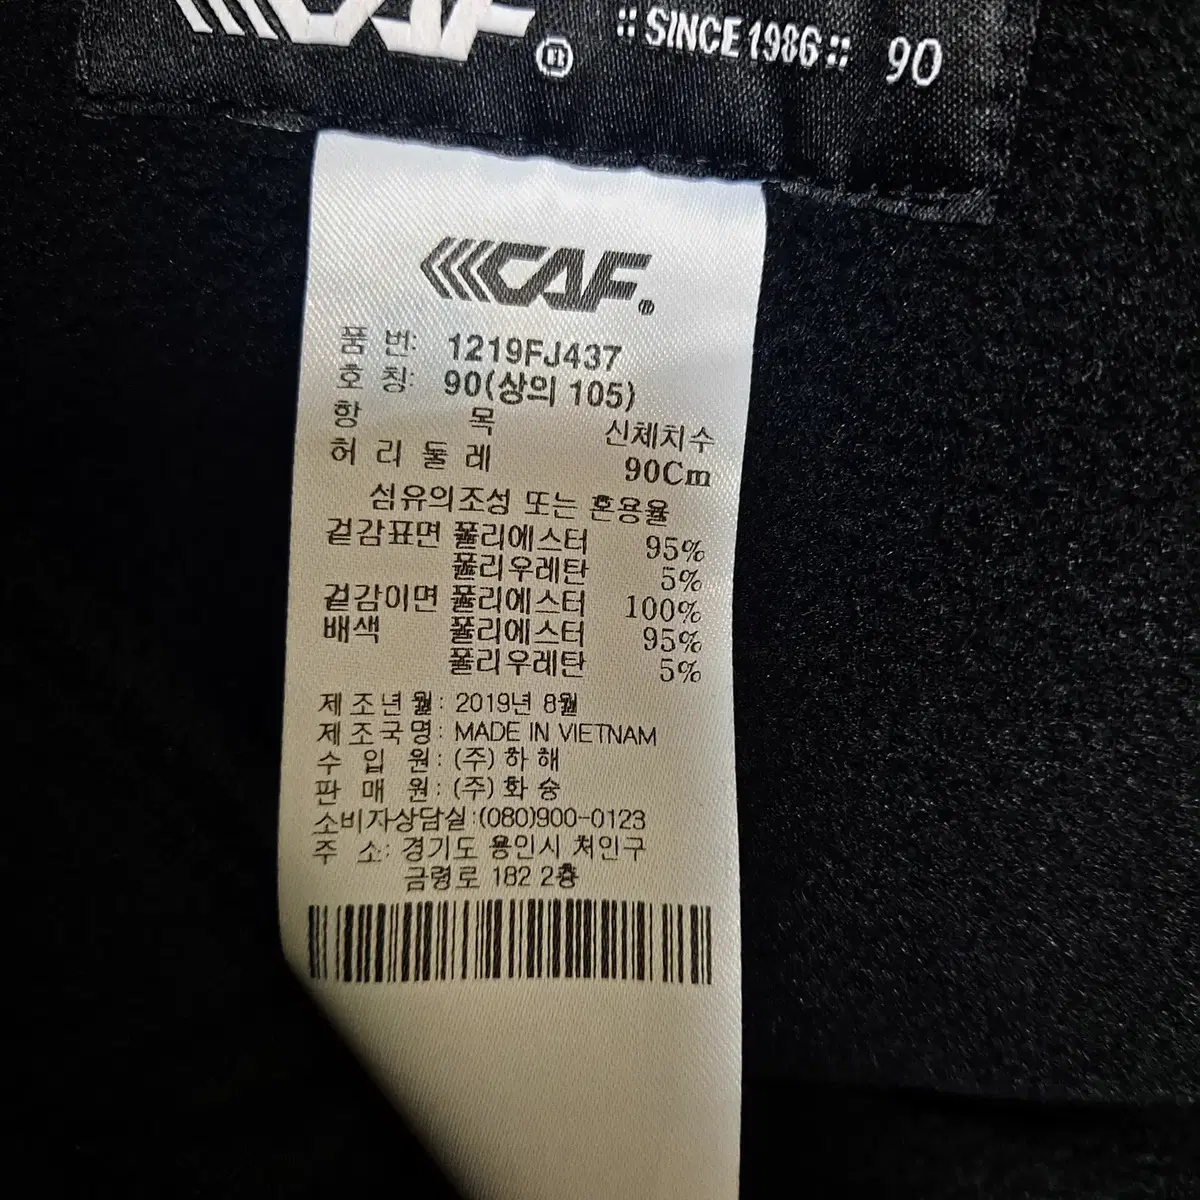 CAF® :: SINCE 1986 :: 90
CAF®
품 번: 1219FJ437
호 칭: 90(상의 105)
항 목 신체치수
허 리 둘 레 90Cm
섬유의조성 또는 혼용율
겉감표면 폴리에스터 95%
폴리우레탄 5%
겉감이면 폴리에스터 100%
배색 폴리에스터 95%
폴리우레탄 5%
제 조 년 월: 2019년 8월
제 조 국 명: MADE IN VIETNAM
수 입 원: (주) 하 해
판 매 원: (주) 화 승
소비자상담실:(080)900-0123
주 소: 경기도 용인시 처인구
금령로 182 2층